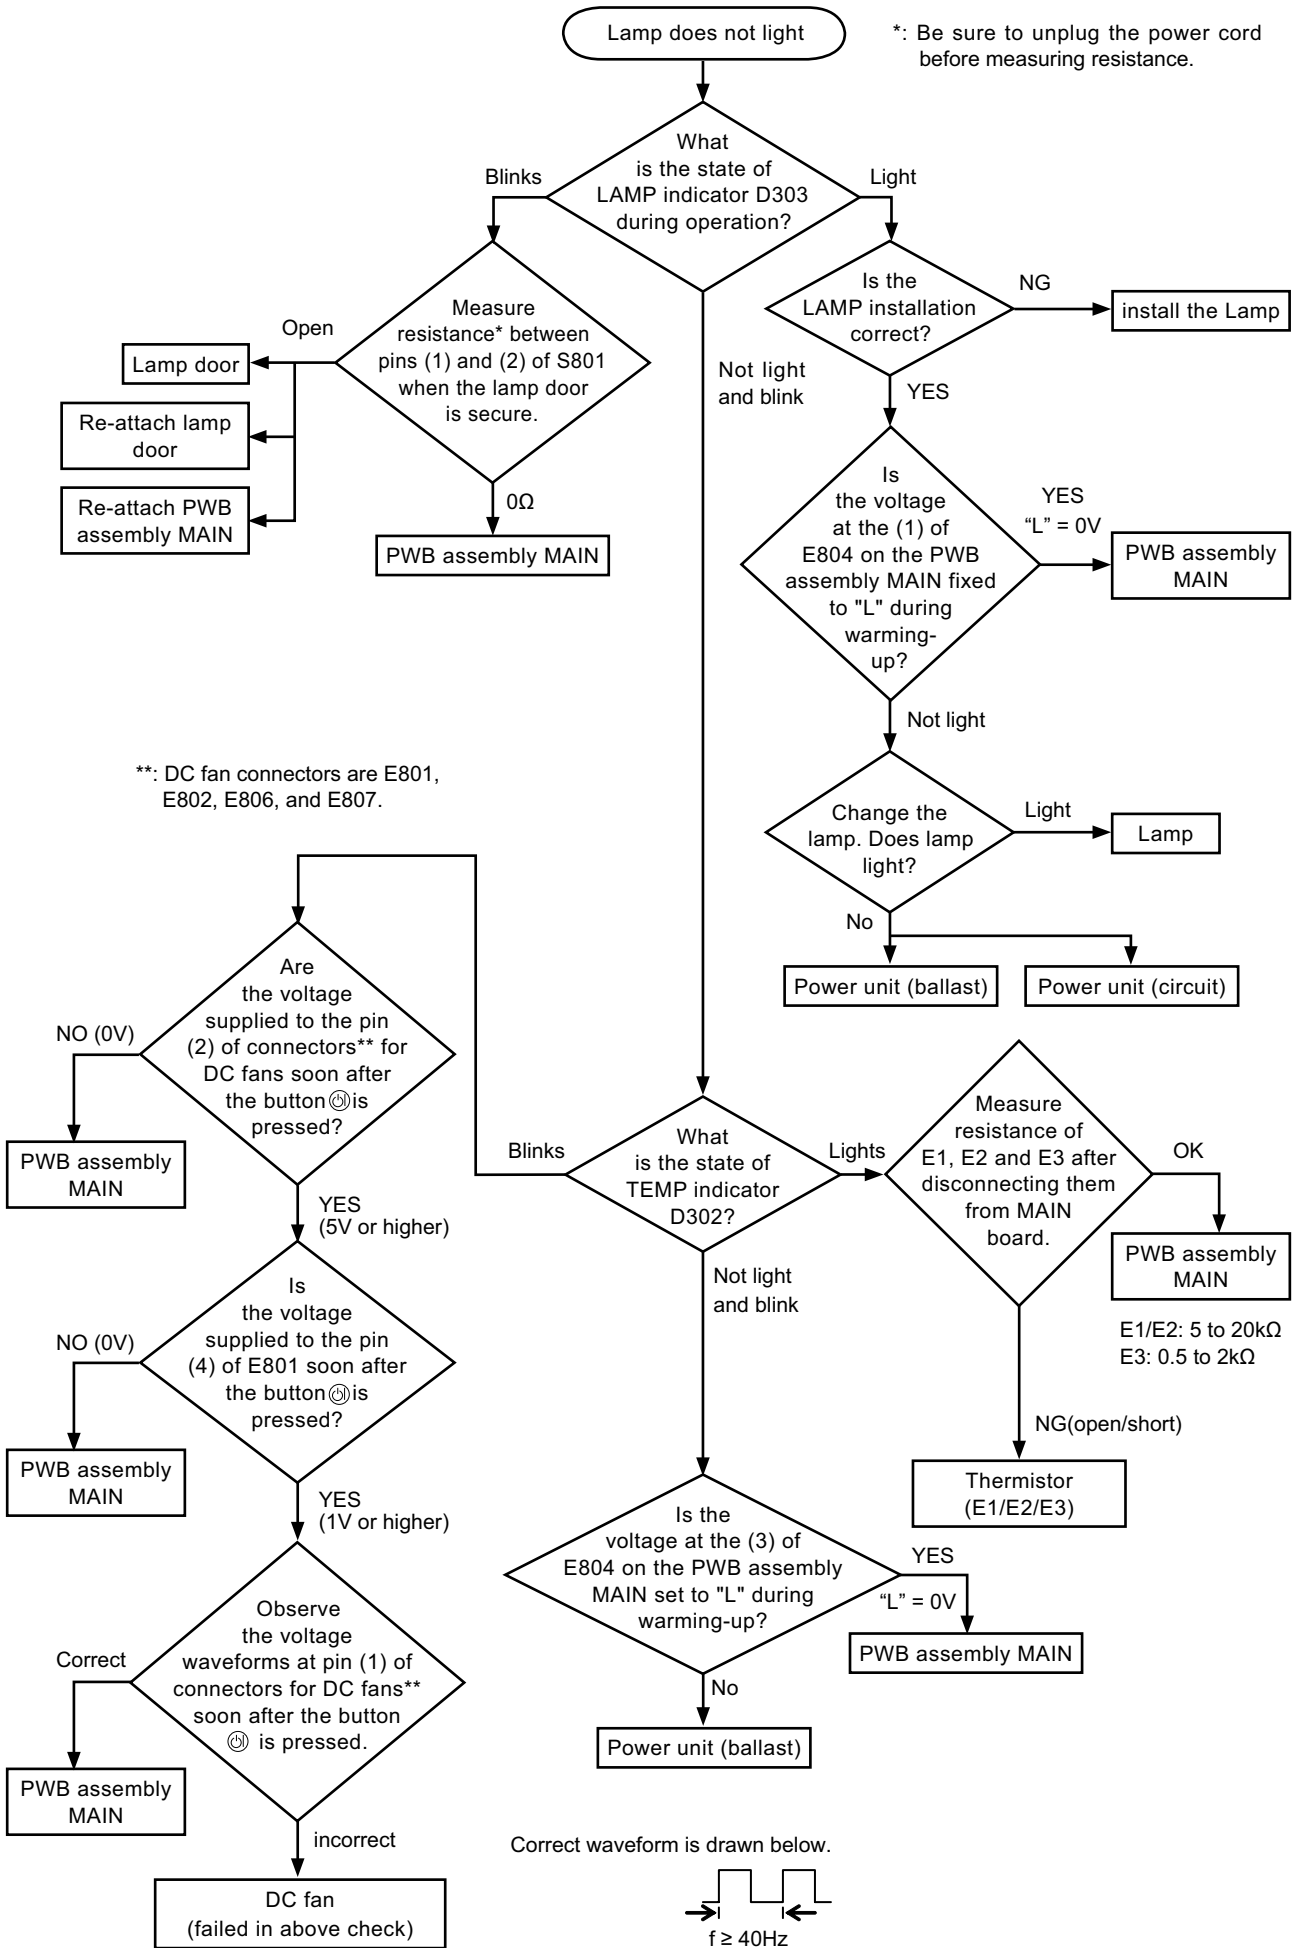 Lamp does not light
*: Be sure to unplug the power cord
before measuring resistance.
What
is the state of
LAMP indicator D303
during operation?
Blinks
Light
Measure
resistance* between
pins (1) and (2) of S801
when the lamp door
is secure.
Open
Lamp door
Re-attach lamp
door
Re-attach PWB
assembly MAIN
0Ω
PWB assembly MAIN
Not light
and blink
Is the
LAMP installation
correct?
NG
install the Lamp
YES
Is
the voltage
at the (1) of
E804 on the PWB
assembly MAIN fixed
to "L" during
warming-
up?
YES
“L” = 0V
PWB assembly
MAIN
Not light
Change the
lamp. Does lamp
light?
Light
Lamp
No
Power unit (ballast)
Power unit (circuit)
**: DC fan connectors are E801,
E802, E806, and E807.
Are
the voltage
supplied to the pin
(2) of connectors** for
DC fans soon after
the button is
pressed?
NO (0V)
PWB assembly
MAIN
YES
(5V or higher)
Is
the voltage
supplied to the pin
(4) of E801 soon after
the button is
pressed?
NO (0V)
PWB assembly
MAIN
YES
(1V or higher)
Observe
the voltage
waveforms at pin (1) of
connectors for DC fans**
soon after the button
is pressed.
Correct
PWB assembly
MAIN
incorrect
DC fan
(failed in above check)
What
is the state of
TEMP indicator
D302?
Blinks
Lights
Measure
resistance of
E1, E2 and E3 after
disconnecting them
from MAIN
board.
OK
PWB assembly
MAIN
E1/E2: 5 to 20kΩ
E3: 0.5 to 2kΩ
NG(open/short)
Thermistor
(E1/E2/E3)
Not light
and blink
Is the
voltage at the (3) of
E804 on the PWB assembly
MAIN set to "L" during
warming-up?
YES
“L” = 0V
PWB assembly MAIN
No
Power unit (ballast)
Correct waveform is drawn below.
f ≥ 40Hz